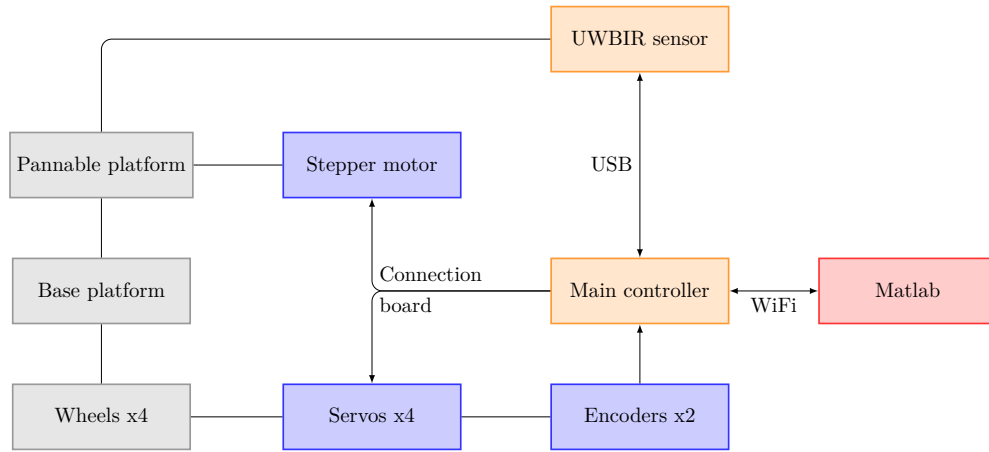 UWBIR sensor
Pannable platform
Stepper motor
USB
Connection
board
Base platform
Main controller
WiFi
Matlab
Wheels x4
Servos x4
Encoders x2